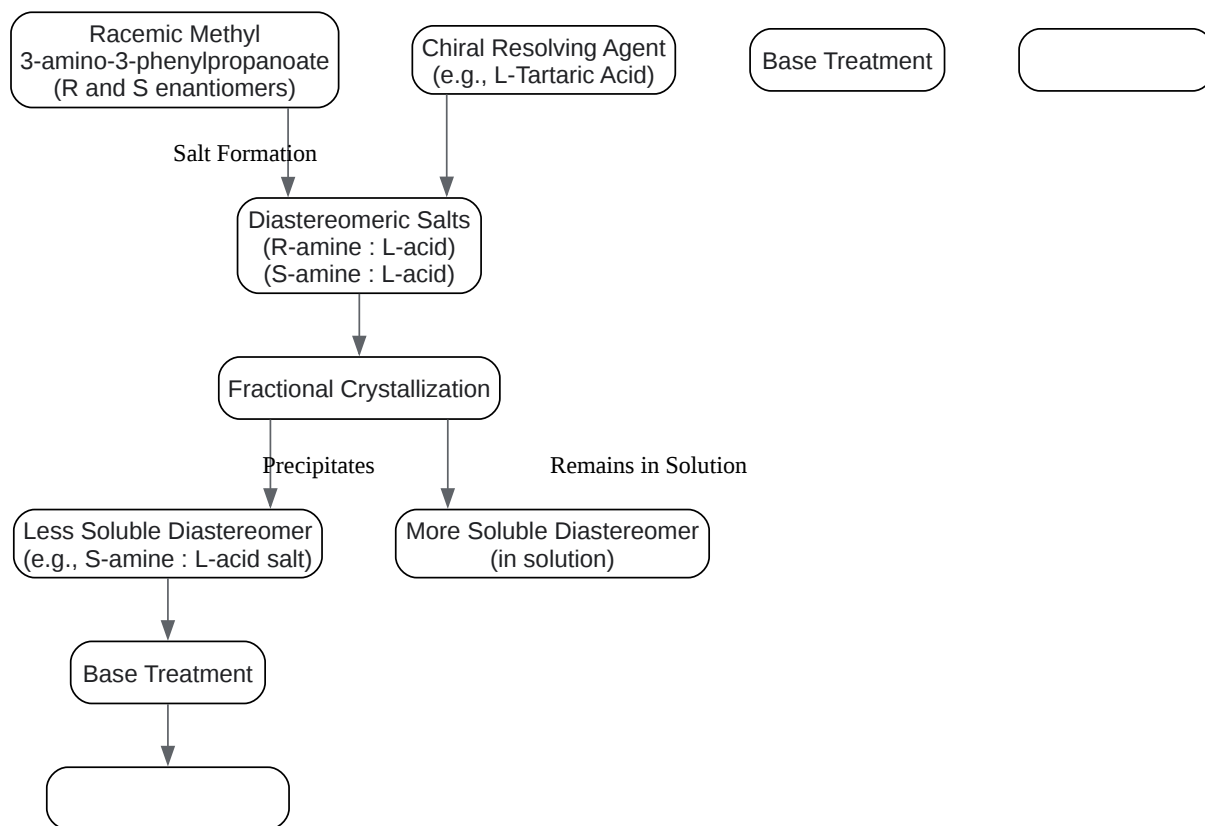 Racemic Methyl
3-amino-3-phenylpropanoate
(R and S enantiomers)
Chiral Resolving Agent
(e.g., L-Tartaric Acid)
Base Treatment
Salt Formation
Diastereomeric Salts
(R-amine : L-acid)
(S-amine : L-acid)
Fractional Crystallization
Precipitates
Remains in Solution
Less Soluble Diastereomer
(e.g., S-amine : L-acid salt)
More Soluble Diastereomer
(in solution)
Base Treatment